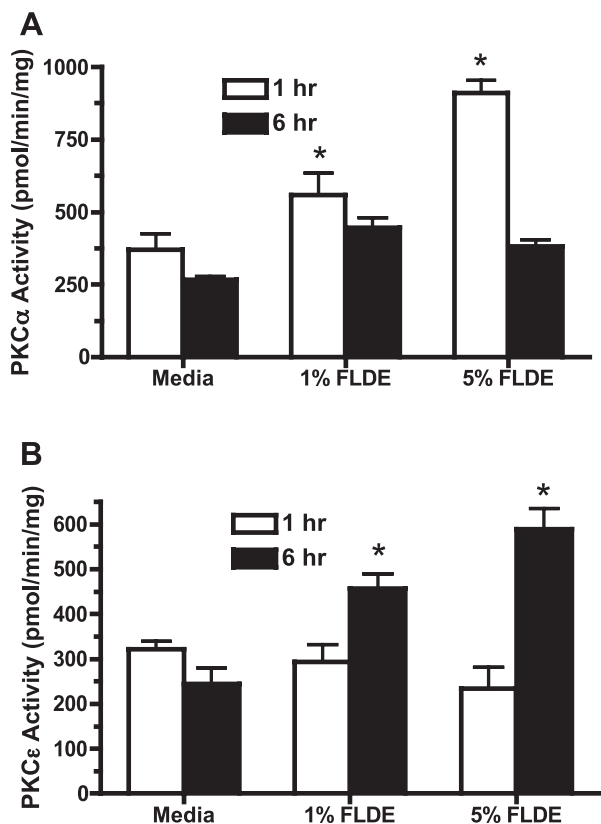 A
PKCα Activity (pmol/min/mg)
1000
750
500
250
0
1 hr
6 hr
*
*
Media
1% FLDE
5% FLDE
B
PKCε Activity (pmol/min/mg)
600
500
400
300
200
100
0
1 hr
6 hr
*
*
Media
1% FLDE
5% FLDE